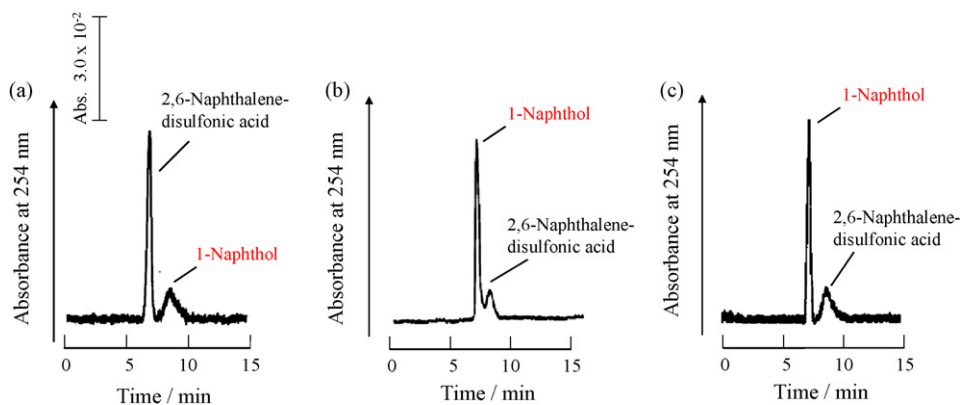 Abs. 3.0 x 10-2
(a)
Absorbance at 254 nm
2,6-Naphthalene-
disulfonic acid
1-Naphthol
0 5 10 15
Time / min
(b)
Absorbance at 254 nm
1-Naphthol
2,6-Naphthalene-
disulfonic acid
0 5 10 15
Time / min
(c)
Absorbance at 254 nm
1-Naphthol
2,6-Naphthalene-
disulfonic acid
0 5 10 15
Time / min